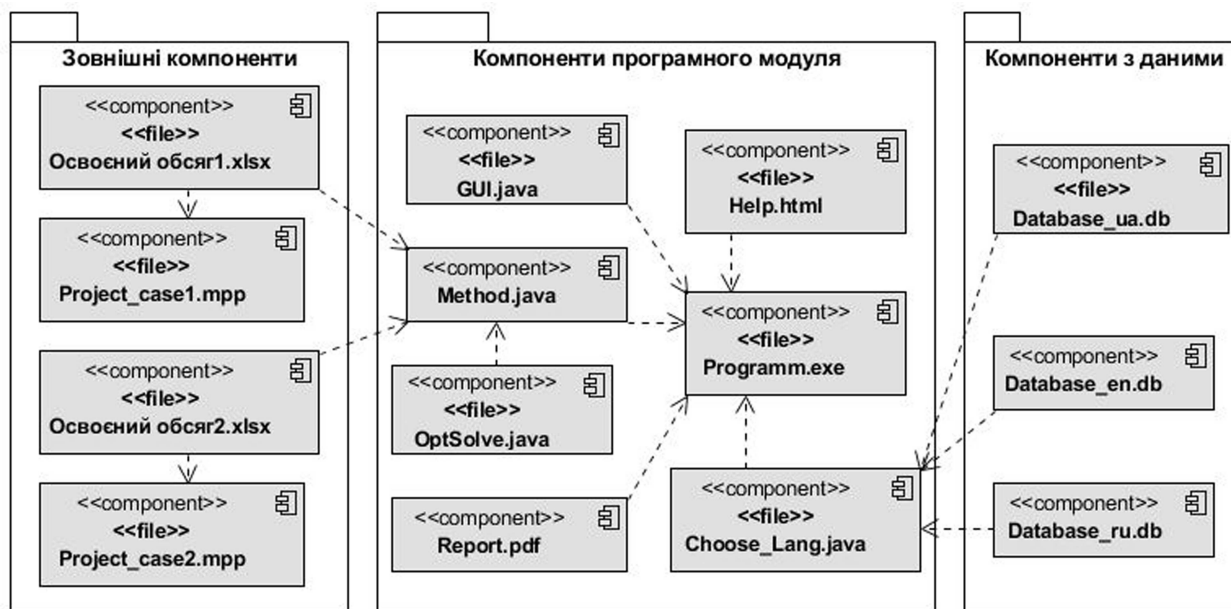 Зовнішні компоненти
<<component>>
<<file>>
Освоєний обсяг1.xlsx
<<component>>
<<file>>
Project_case1.mpp
<<component>>
<<file>>
Освоєний обсяг2.xlsx
<<component>>
<<file>>
Project_case2.mpp
Компоненти програмного модуля
<<component>>
<<file>>
GUI.java
<<component>>
<<file>>
Help.html
<<component>>
<<file>>
Method.java
<<component>>
<<file>>
Programm.exe
<<component>>
<<file>>
OptSolve.java
<<component>>
<<file>>
Report.pdf
<<component>>
<<file>>
Choose_Lang.java
Компоненти з даними
<<component>>
<<file>>
Database_ua.db
<<component>>
Database_en.db
<<component>>
Database_ru.db